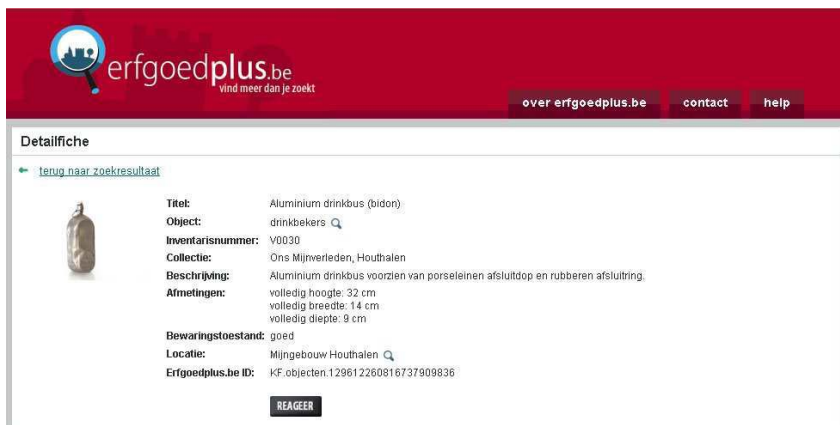 erfgoedplus.be
vind meer dan je zoekt
over erfgoedplus.be contact help
Detailfiche
terug naar zoekresultaat
Titel: Aluminium drinkbus (bidon)
Object: drinkbekers
Inventarisnummer: V0030
Collectie: Ons Mijnverleden, Houthalen
Beschrijving: Aluminium drinkbus voorzien van porseleinen afsluitdop en rubberen afsluitring.
Afmetingen: volledig hoogte: 32 cm
volledig breedte: 14 cm
volledig diepte: 9 cm
Bewaringstoestand: goed
Locatie: Mijngebouw Houthalen
Erfgoedplus.be ID: KF.objecten.129612260816737909836
REAGEER